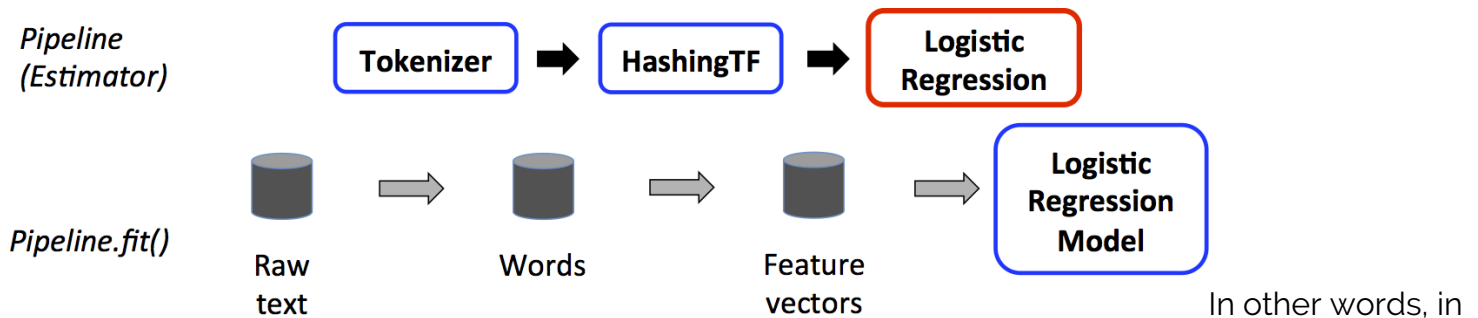 Pipeline
(Estimator)
Tokenizer
HashingTF
Logistic
Regression
Pipeline.fit()
Raw
text
Words
Feature
vectors
Logistic
Regression
Model
In other words, in